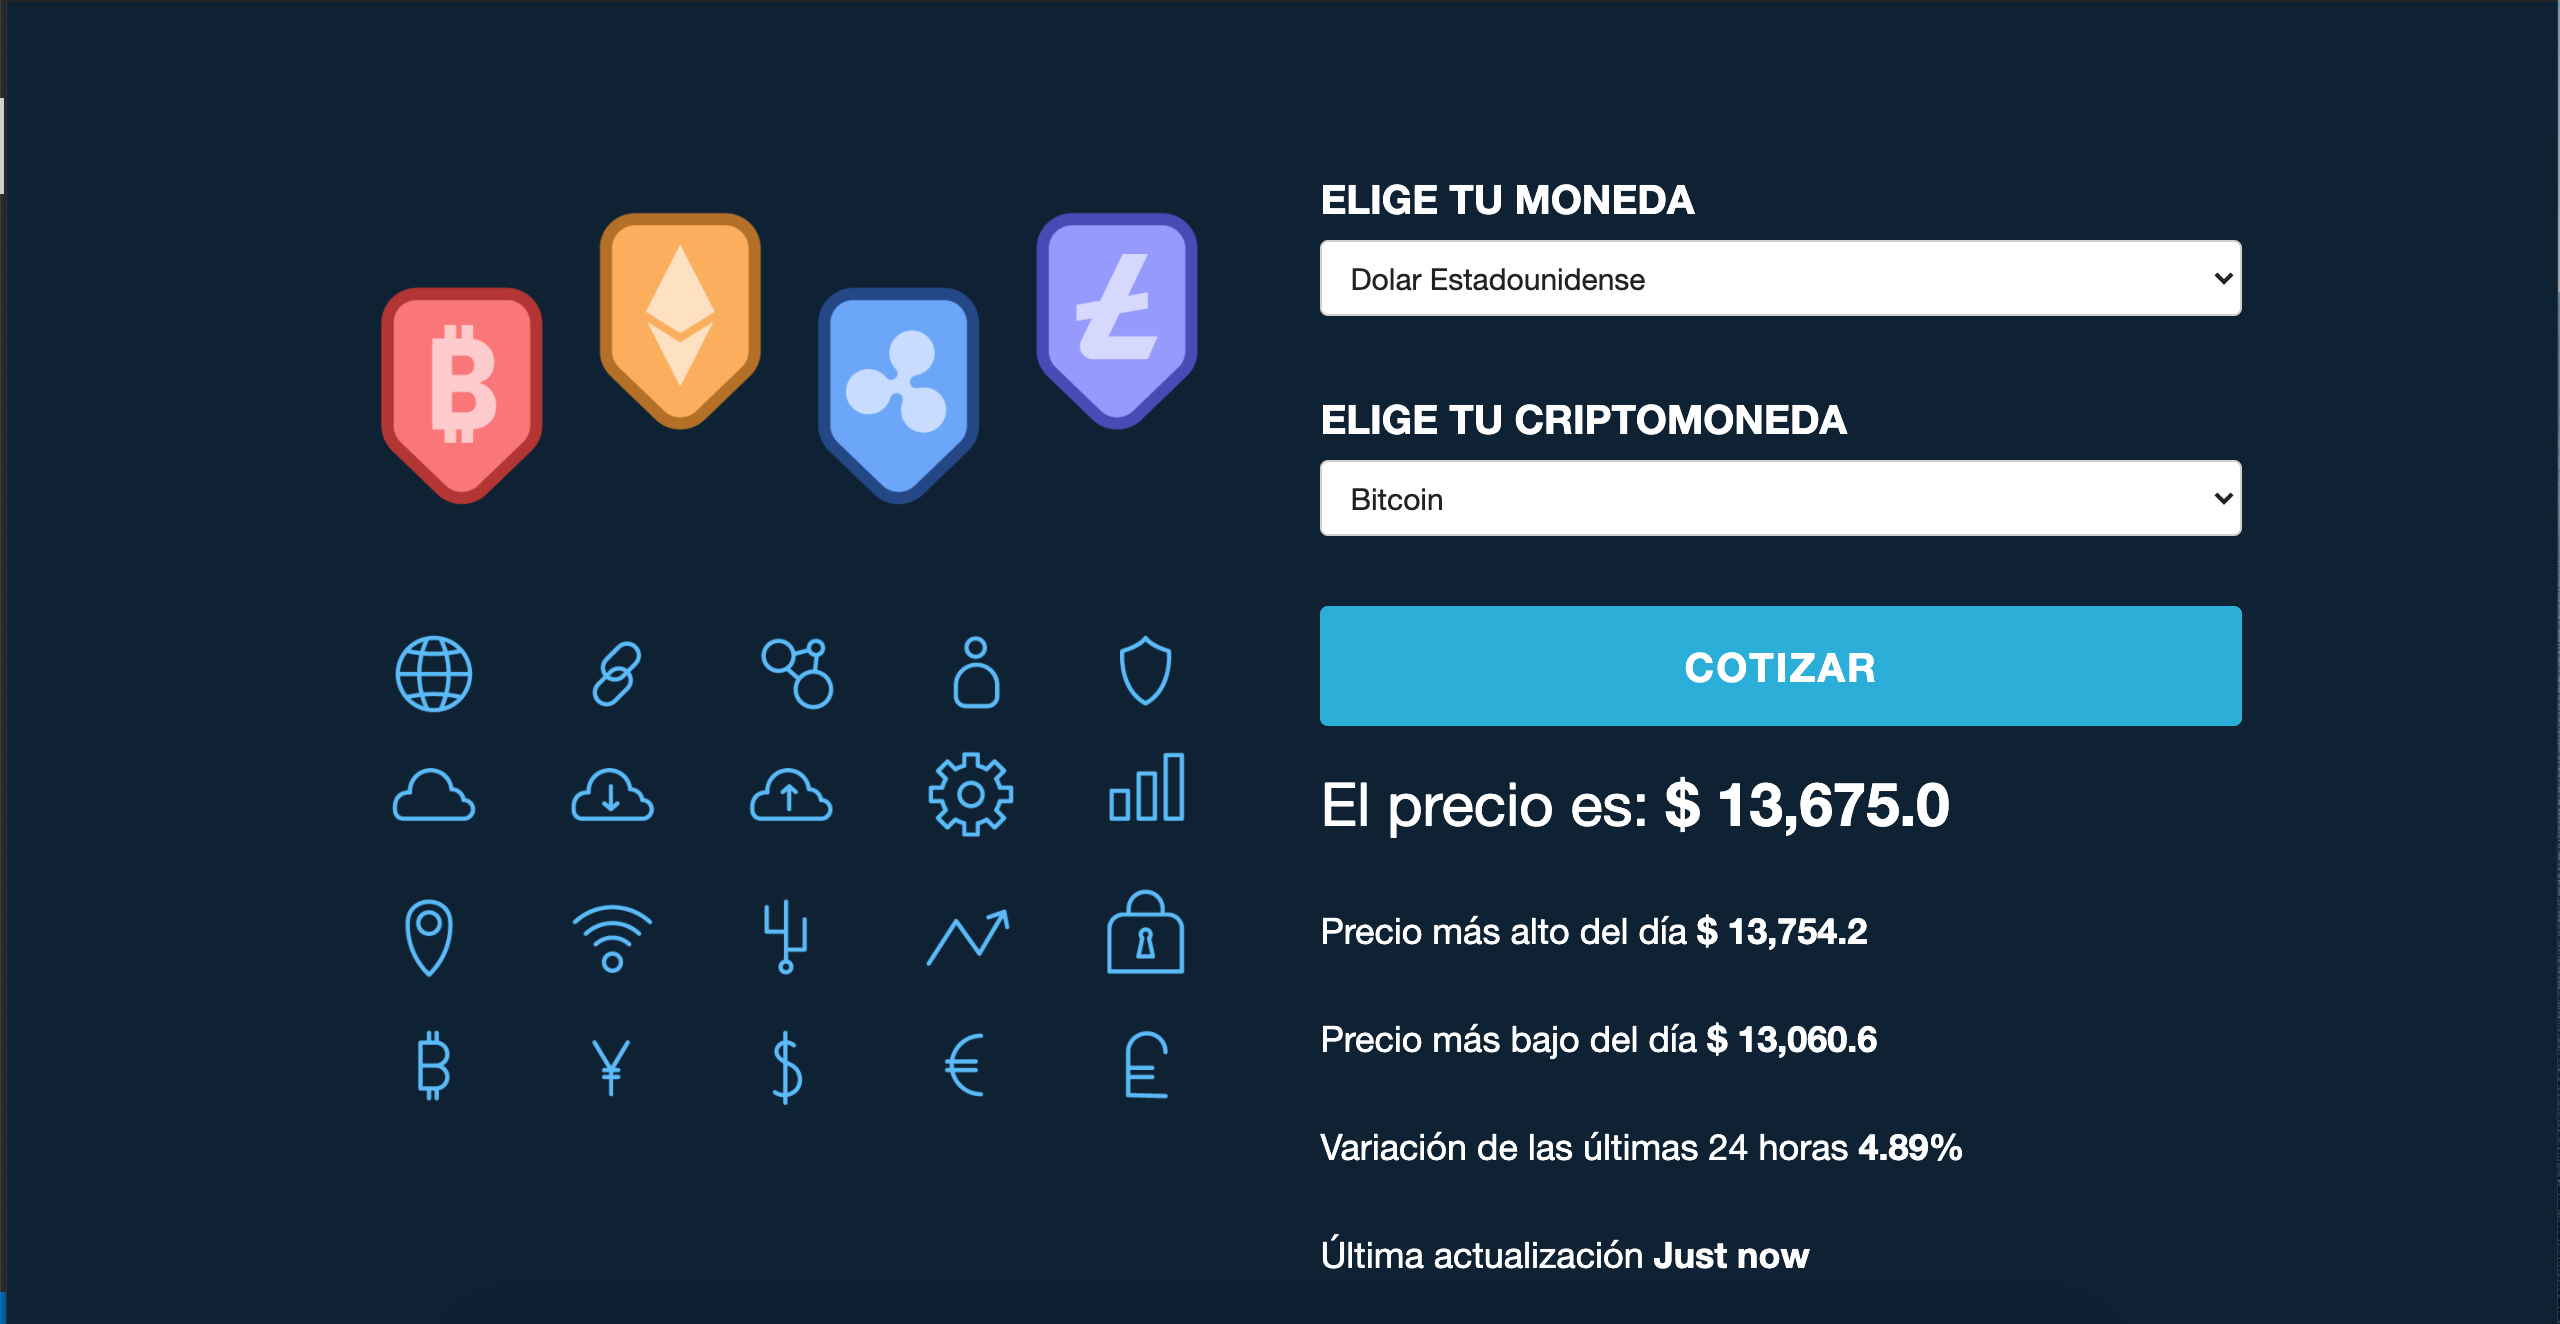 ELIGE TU MONEDA
Dolar Estadounidense
ELIGE TU CRIPTOMONEDA
Bitcoin
COTIZAR
El precio es: $ 13,675.0
Precio más alto del día $ 13,754.2
Precio más bajo del día $ 13,060.6
Variación de las últimas 24 horas 4.89%
Última actualización Just now